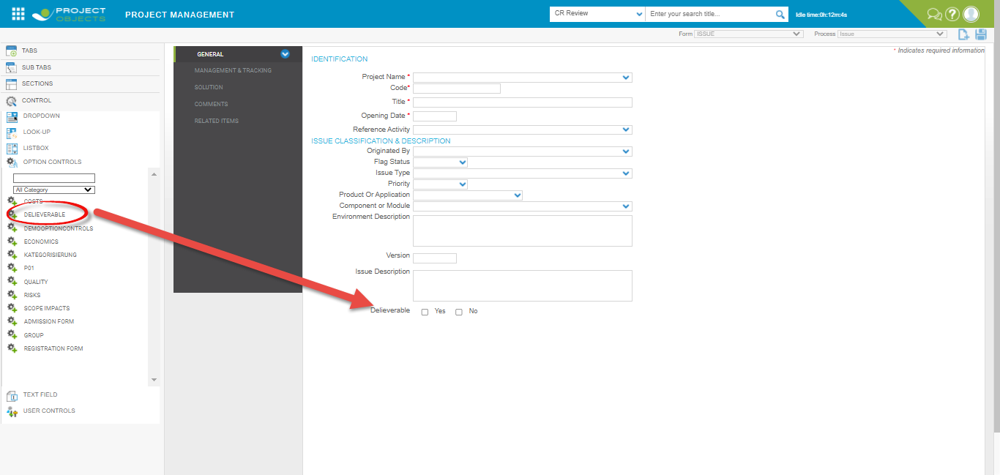 PROJECT
OBJECTS
PROJECT MANAGEMENT
CR Review
Enter your search title...
Idle time:0h:12m:4s
?
Form ISSUE
Process Issue
TABS
SUB TABS
SECTIONS
CONTROL
DROPDOWN
LOOK-UP
LISTBOX
OPTION CONTROLS
All Category
COSTS
DELIEVERABLE
DEMOOPTIONCONTROLS
ECONOMICS
KATEGORISIERUNG
P01
QUALITY
RISKS
SCOPE IMPACTS
ADMISSION FORM
GROUP
REGISTRATION FORM
TEXT FIELD
USER CONTROLS
GENERAL
MANAGEMENT & TRACKING
SOLUTION
COMMENTS
RELATED ITEMS
* Indicates required information
IDENTIFICATION
Project Name *
Code*
Title *
Opening Date *
Reference Activity
ISSUE CLASSIFICATION & DESCRIPTION
Originated By
Flag Status
Issue Type
Priority
Product Or Application
Component or Module
Environment Description
Version
Issue Description
Delieverable Yes No